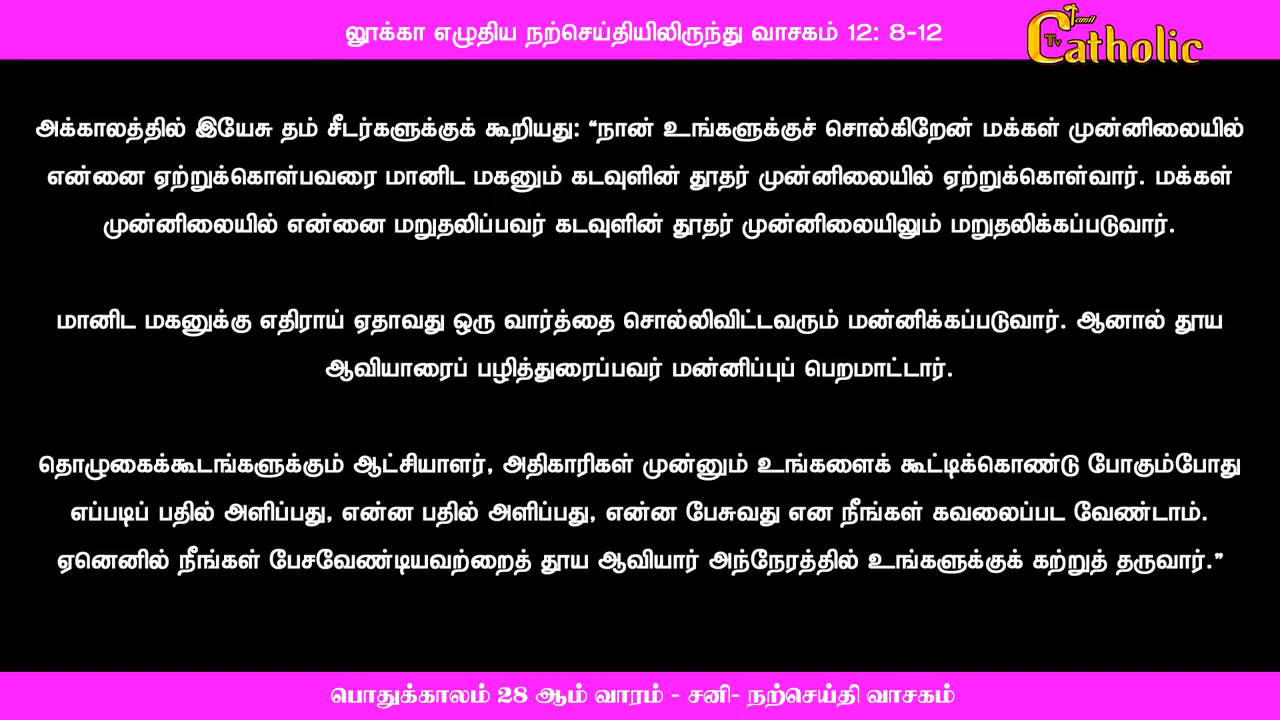 லூக்கா எழுதிய நற்செய்தியிலிருந்து வாசகம் 12: 8-12
Tamil
Catholic
Tv
அக்காலத்தில் இயேசு தம் சீடர்களுக்குக் கூறியது: “நான் உங்களுக்குச் சொல்கிறேன் மக்கள் முன்னிலையில்
என்னை ஏற்றுக்கொள்பவரை மானிட மகனும் கடவுளின் தூதர் முன்னிலையில் ஏற்றுக்கொள்வார். மக்கள்
முன்னிலையில் என்னை மறுதலிப்பவர் கடவுளின் தூதர் முன்னிலையிலும் மறுதலிக்கப்படுவார்.
மானிட மகனுக்கு எதிராய் ஏதாவது ஒரு வார்த்தை சொல்லிவிட்டவரும் மன்னிக்கப்படுவார். ஆனால் தூய
ஆவியாரைப் பழித்துரைப்பவர் மன்னிப்புப் பெறமாட்டார்.
தொழுகைக்கூடங்களுக்கும் ஆட்சியாளர், அதிகாரிகள் முன்னும் உங்களைக் கூட்டிக்கொண்டு போகும்போது
எப்படிப் பதில் அளிப்பது, என்ன பதில் அளிப்பது, என்ன பேசுவது என நீங்கள் கவலைப்பட வேண்டாம்.
ஏனெனில் நீங்கள் பேசவேண்டியவற்றைத் தூய ஆவியார் அந்நேரத்தில் உங்களுக்குக் கற்றுத் தருவார்.”
பொதுக்காலம் 28 ஆம் வாரம் - சனி- நற்செய்தி வாசகம்